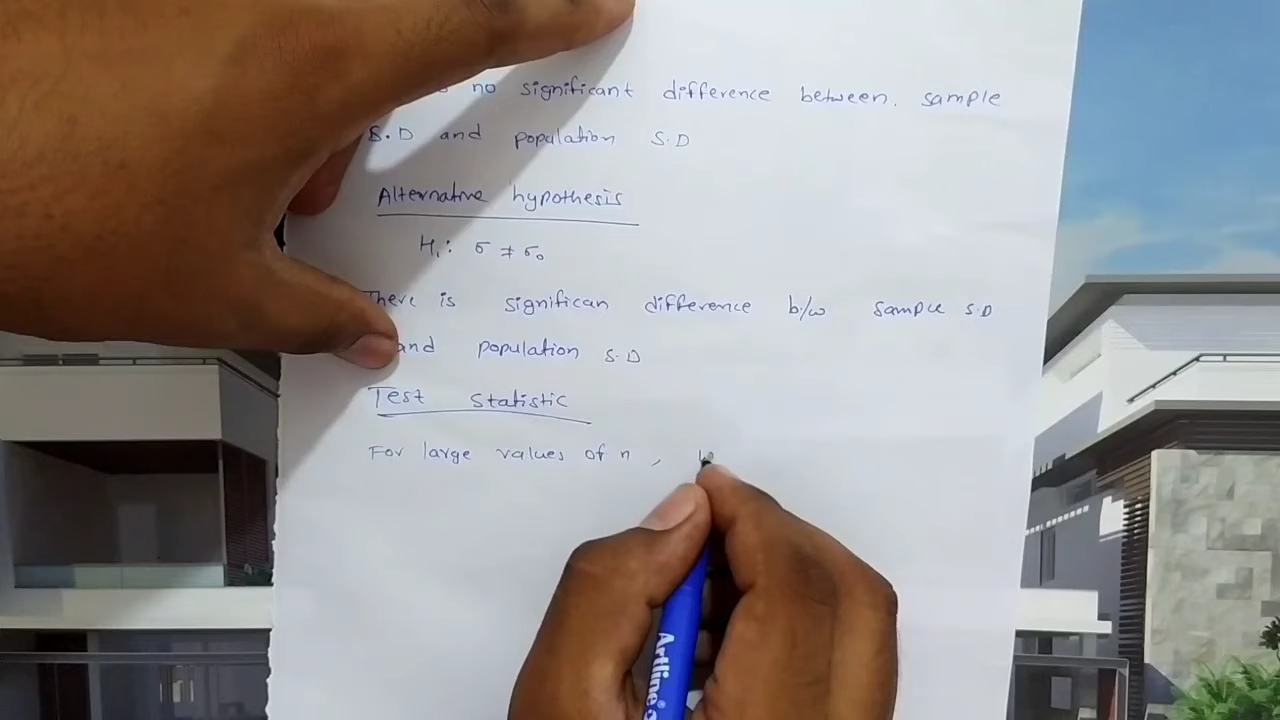 no significant difference between. sample
S.D and population S.D
Alternative hypothesis
H₁: σ ≠ σ₀
There is significan difference b/w sample S.D
and population S.D
Test Statistic
For large values of n ,
Artline